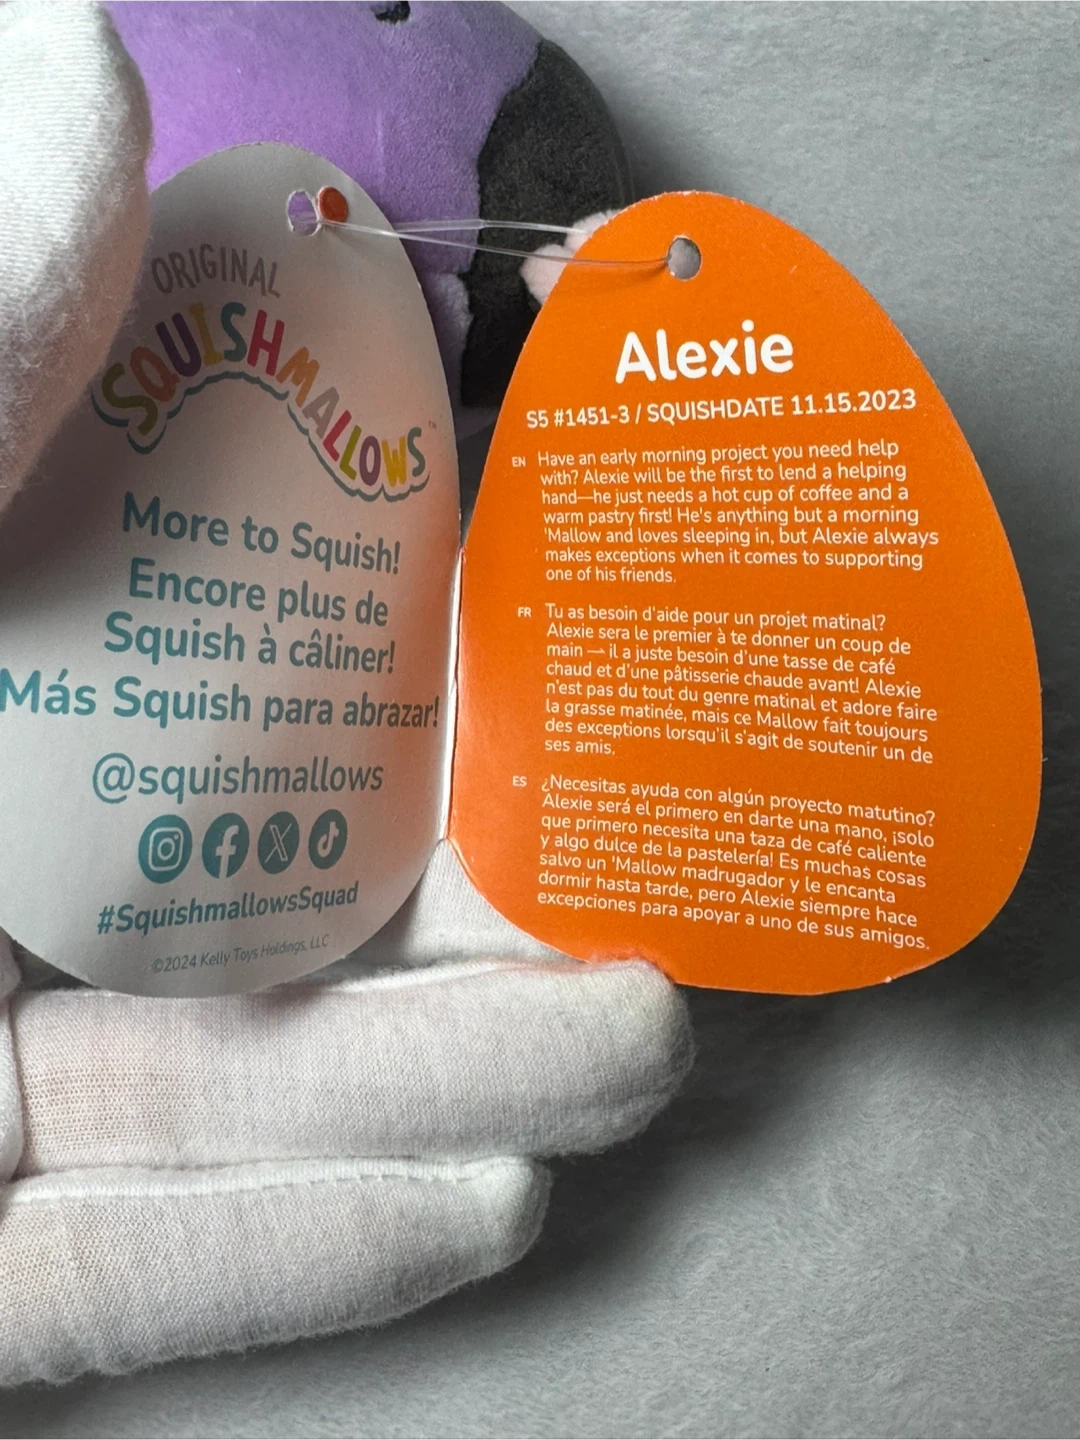 ORIGINAL
SQUISHMALLOWS™
More to Squish!
Encore plus de
Squish à câliner!
Más Squish para abrazar!
@squishmallows
#SquishmallowsSquad
©2024 Kelly Toys Holdings, LLC
Alexie
S5 #1451-3 / SQUISHDATE 11.15.2023
EN Have an early morning project you need help
with? Alexie will be the first to lend a helping
hand—he just needs a hot cup of coffee and a
warm pastry first! He's anything but a morning
'Mallow and loves sleeping in, but Alexie always
makes exceptions when it comes to supporting
one of his friends.
FR Tu as besoin d'aide pour un projet matinal?
Alexie sera le premier à te donner un coup de
main — il a juste besoin d'une tasse de café
chaud et d'une pâtisserie chaude avant! Alexie
n'est pas du tout du genre matinal et adore faire
la grasse matinée, mais ce Mallow fait toujours
des exceptions lorsqu'il s'agit de soutenir un de
ses amis.
ES ¿Necesitas ayuda con algún proyecto matutino?
Alexie será el primero en darte una mano, ¡solo
que primero necesita una taza de café caliente
y algo dulce de la pastelería! Es muchas cosas
salvo un 'Mallow madrugador y le encanta
dormir hasta tarde, pero Alexie siempre hace
excepciones para apoyar a uno de sus amigos.